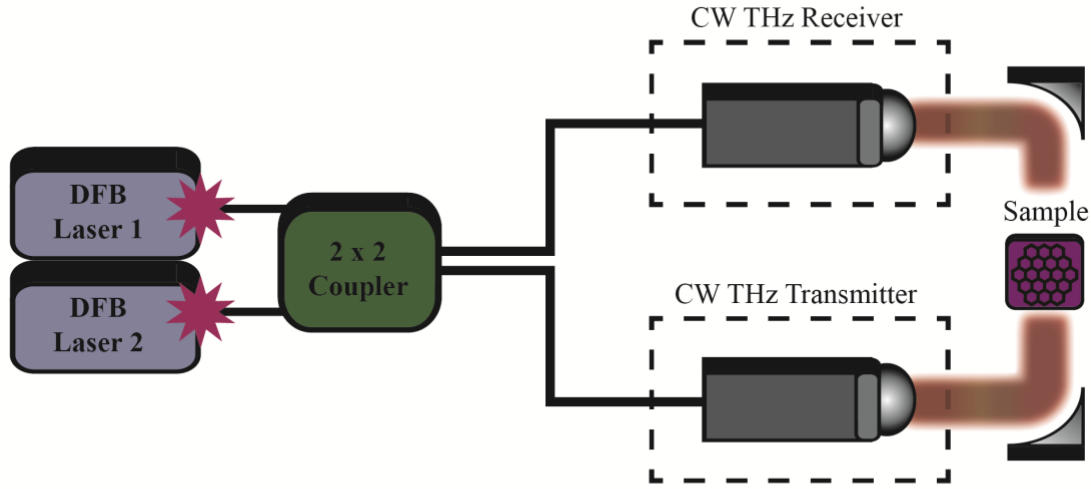 CW THz Receiver
DFB
Laser 1
Sample
2 x 2
Coupler
DFB
Laser 2
CW THz Transmitter